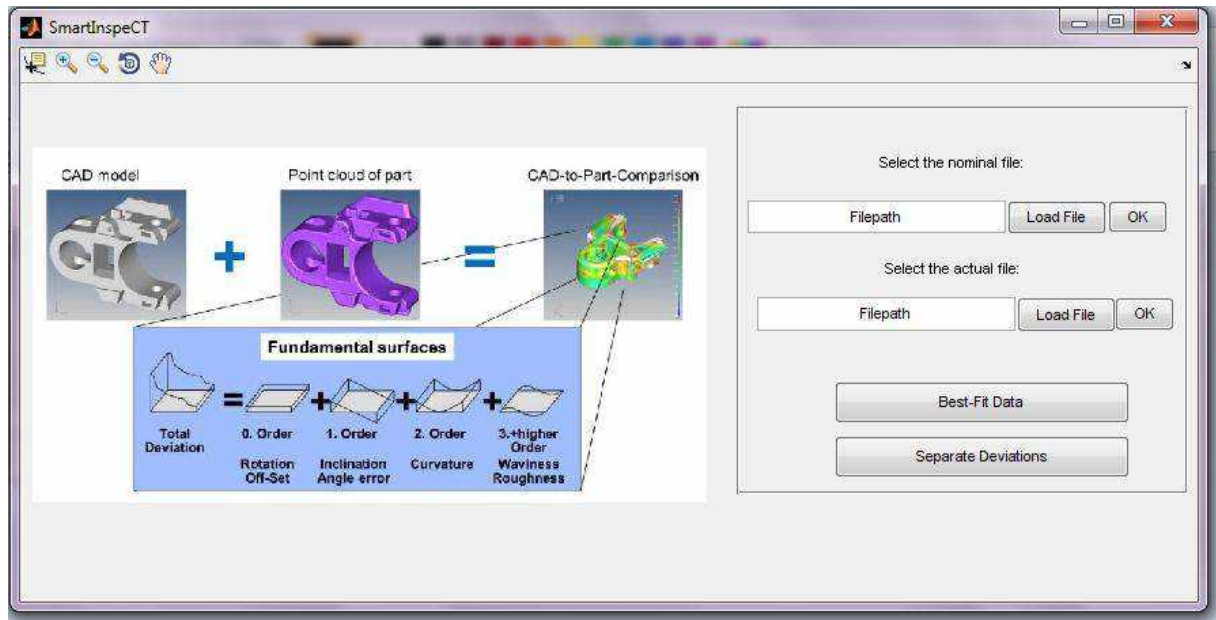 SmartInspeCT
CAD model
Point cloud of part
CAD-to-Part-Comparison
Fundamental surfaces
Total
Deviation
0. Order
Rotation
Off-Set
1. Order
Inclination
Angle error
2. Order
Curvature
3.+higher
Order
Waviness
Roughness
Select the nominal file:
Filepath
Load File
OK
Select the actual file:
Filepath
Load File
OK
Best-Fit Data
Separate Deviations